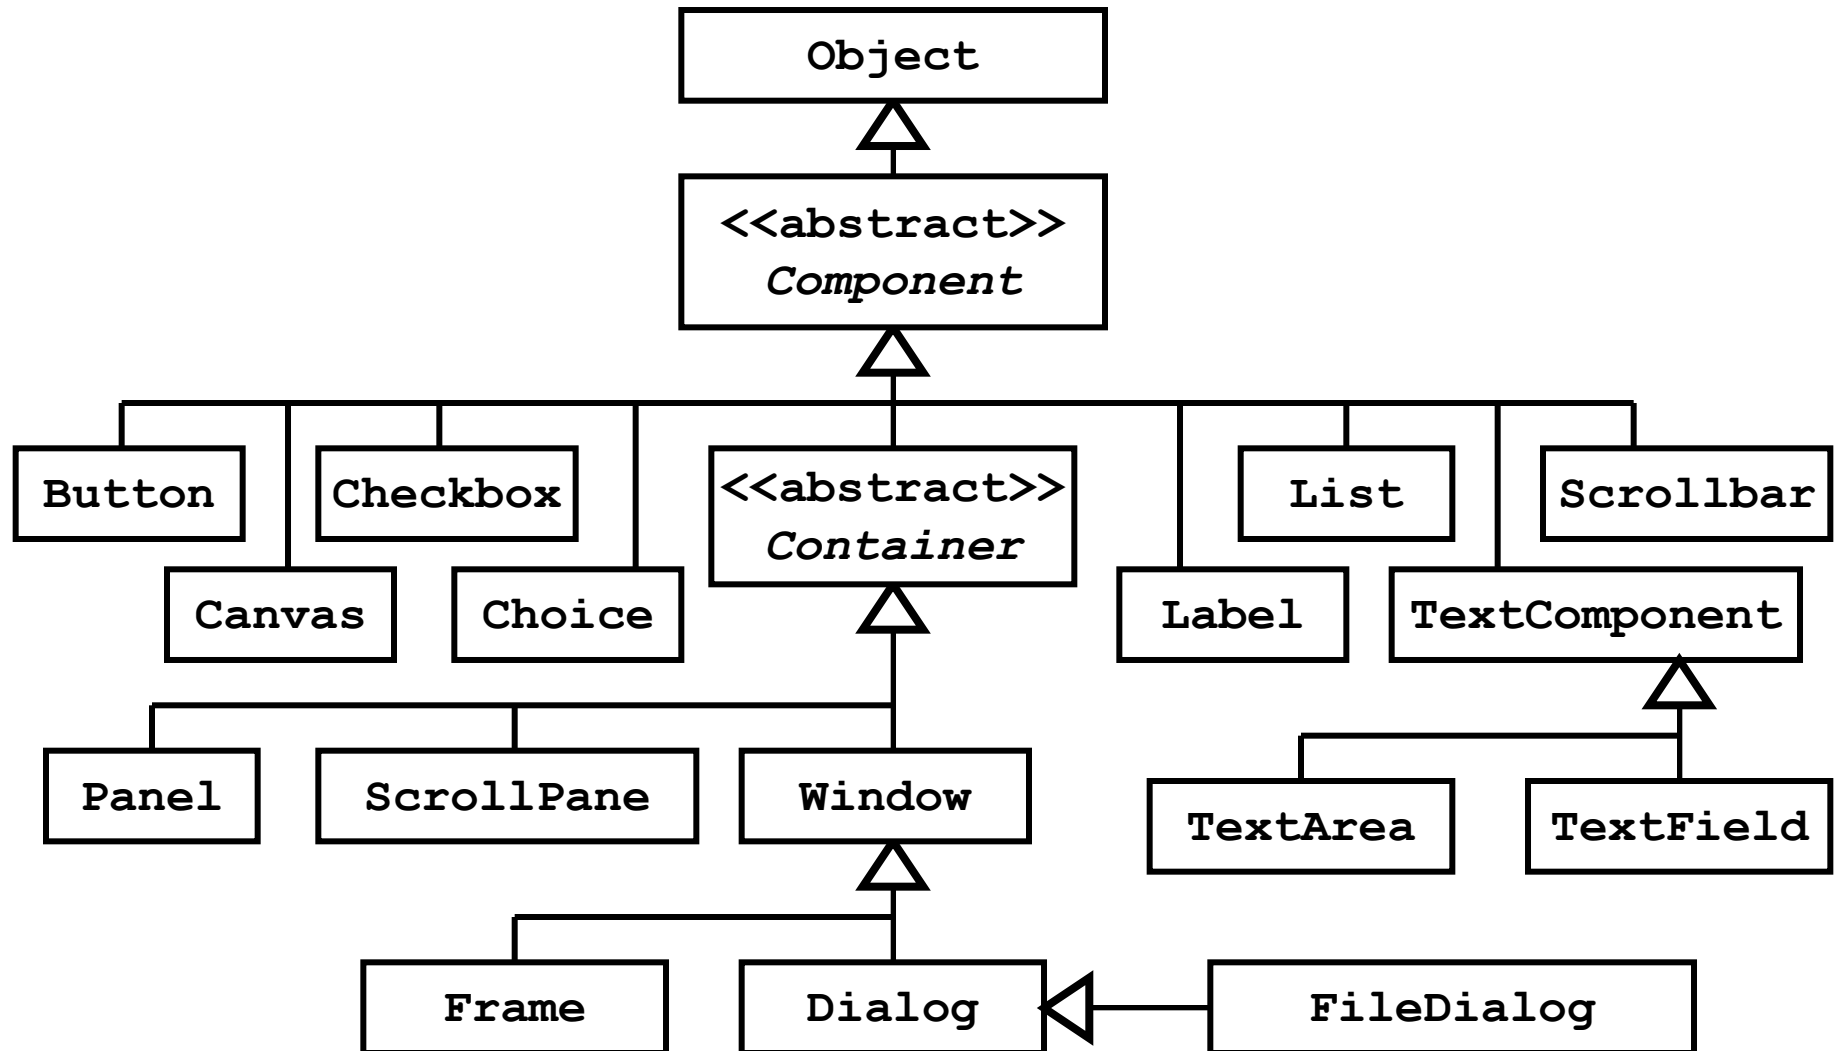 Object
<<abstract>>
Component
Button
Checkbox
<<abstract>>
Container
List
Scrollbar
Canvas
Choice
Label
TextComponent
Panel
ScrollPane
Window
TextArea
TextField
Frame
Dialog
FileDialog